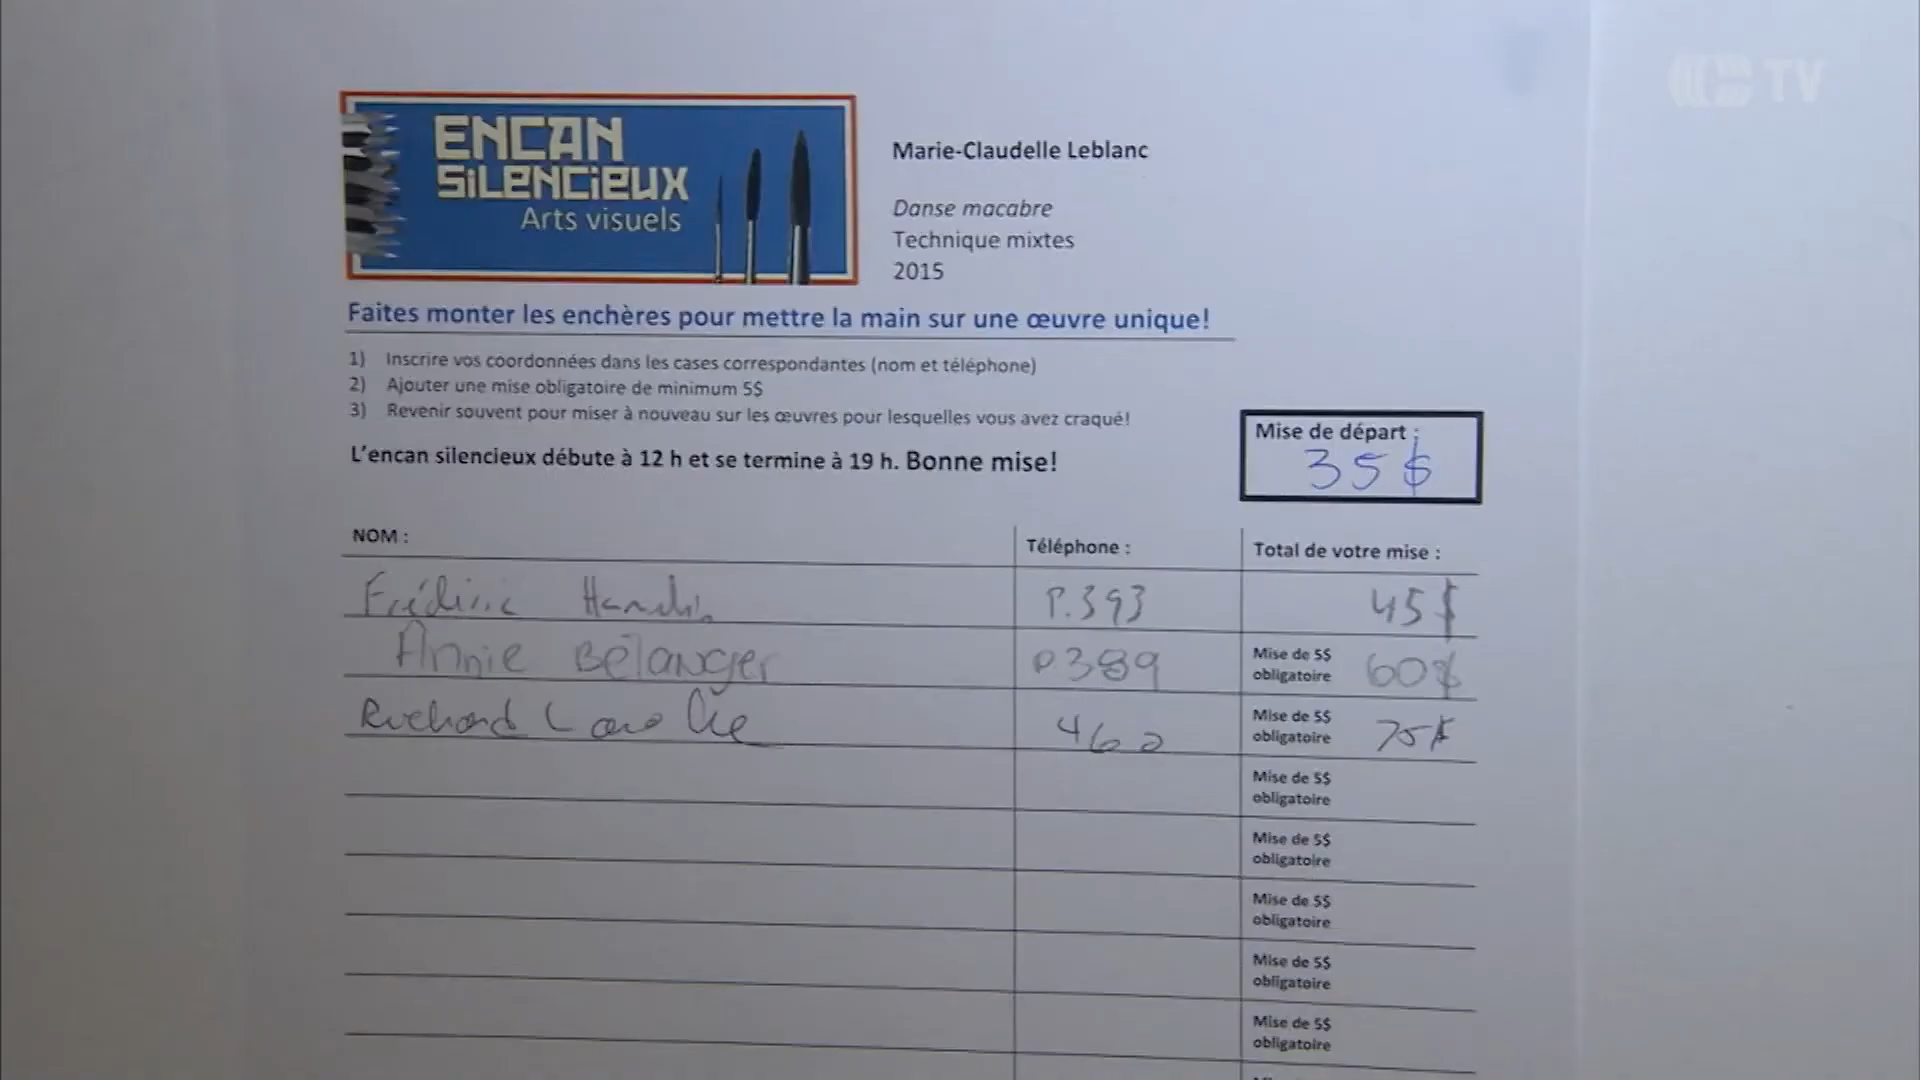 TV
ENCAN
SiLENCiEUX
Arts visuels
Marie-Claudelle Leblanc
Danse macabre
Technique mixtes
2015
Faites monter les enchères pour mettre la main sur une œuvre unique!
1) Inscrire vos coordonnées dans les cases correspondantes (nom et téléphone)
2) Ajouter une mise obligatoire de minimum 5$
3) Revenir souvent pour miser à nouveau sur les œuvres pour lesquelles vous avez craqué!
L'encan silencieux débute à 12 h et se termine à 19 h. Bonne mise!
Mise de départ :
35$
NOM : Téléphone : Total de votre mise :
Frédéric P.393 45$
Annie Bélanger P389 Mise de 5$ obligatoire 60$
Richard 460 Mise de 5$ obligatoire 75$
Mise de 5$
obligatoire
Mise de 5$
obligatoire
Mise de 5$
obligatoire
Mise de 5$
obligatoire
Mise de 5$
obligatoire